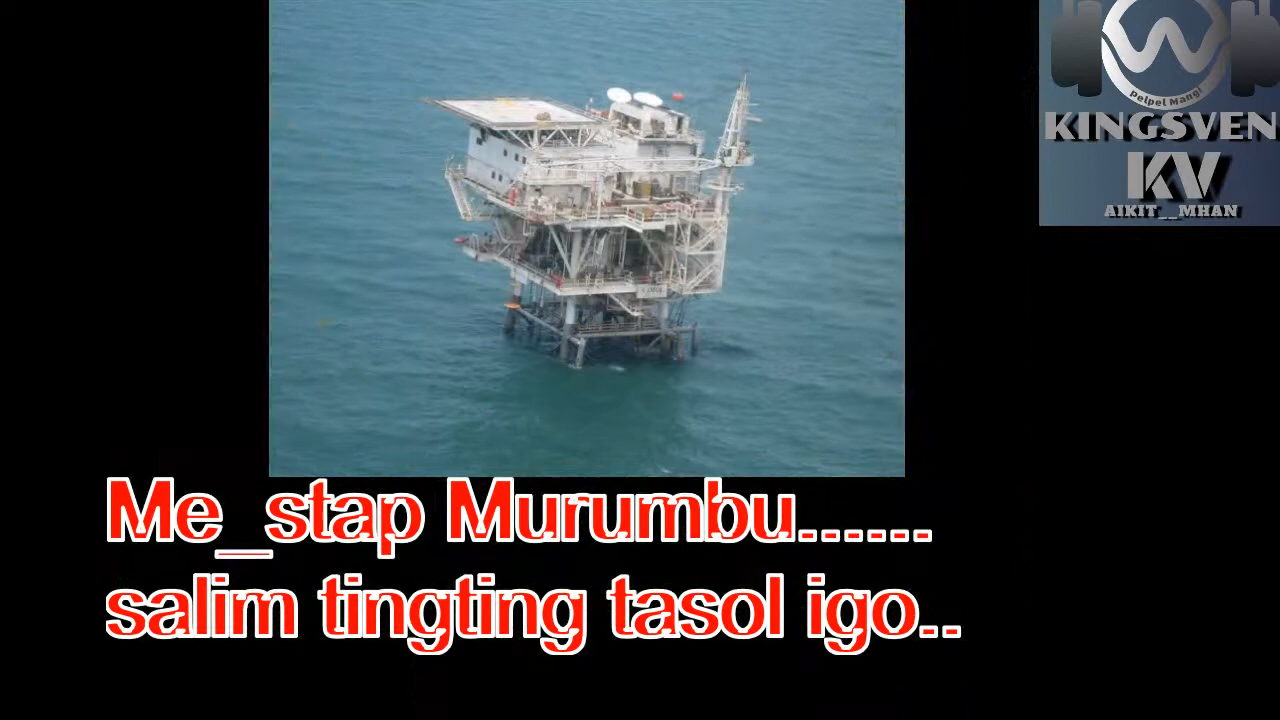 W
Pelpel Mangi
KINGSVEN
KV
AIKIT__MHAN
Me_stap Murumbu......
salim tingting tasol igo..